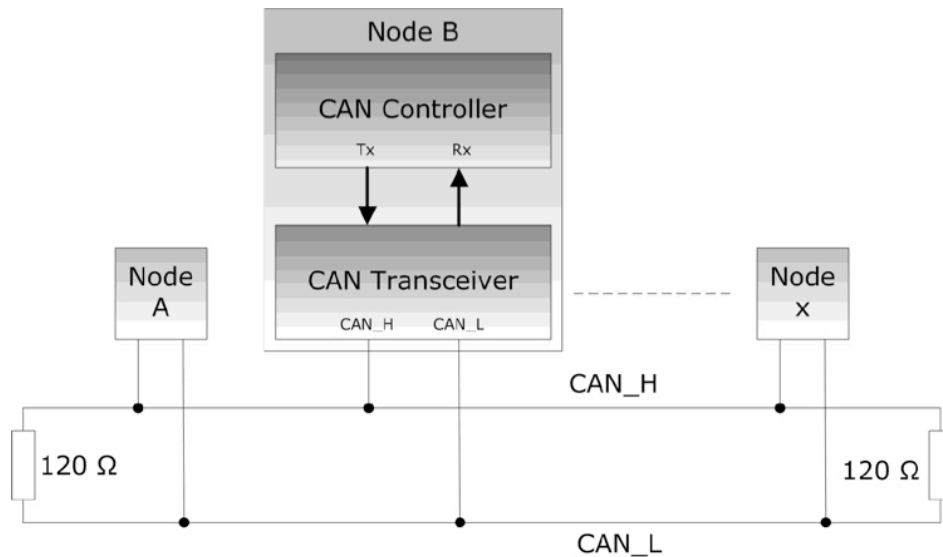 Node B
CAN Controller
Tx Rx
Node
A
CAN Transceiver
CAN_H CAN_L
Node
x
CAN_H
120 Ω
120 Ω
CAN_L